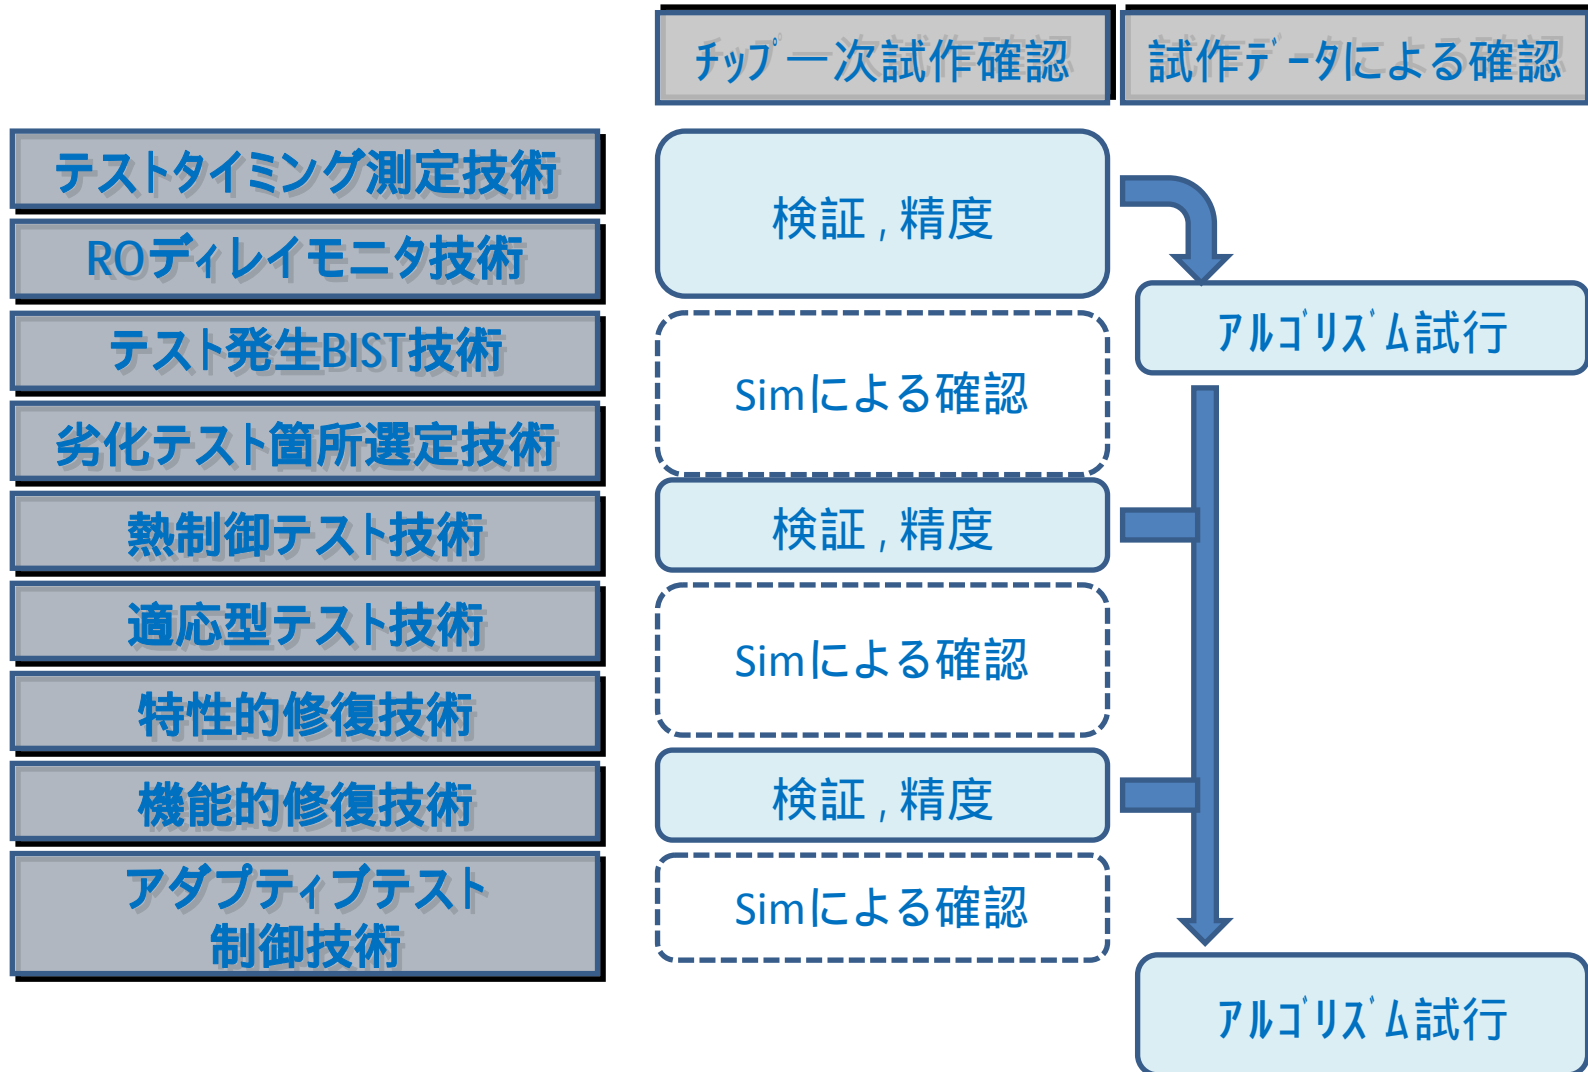 ﾁｯﾌﾟ一次試作確認
試作ﾃﾞｰﾀによる確認
テストタイミング測定技術
ROディレイモニタ技術
テスト発生BIST技術
劣化テスト箇所選定技術
熱制御テスト技術
適応型テスト技術
特性的修復技術
機能的修復技術
アダプティブテスト
制御技術
検証 , 精度
Simによる確認
検証 , 精度
Simによる確認
検証 , 精度
Simによる確認
ｱﾙｺﾞﾘｽﾞﾑ試行
ｱﾙｺﾞﾘｽﾞﾑ試行